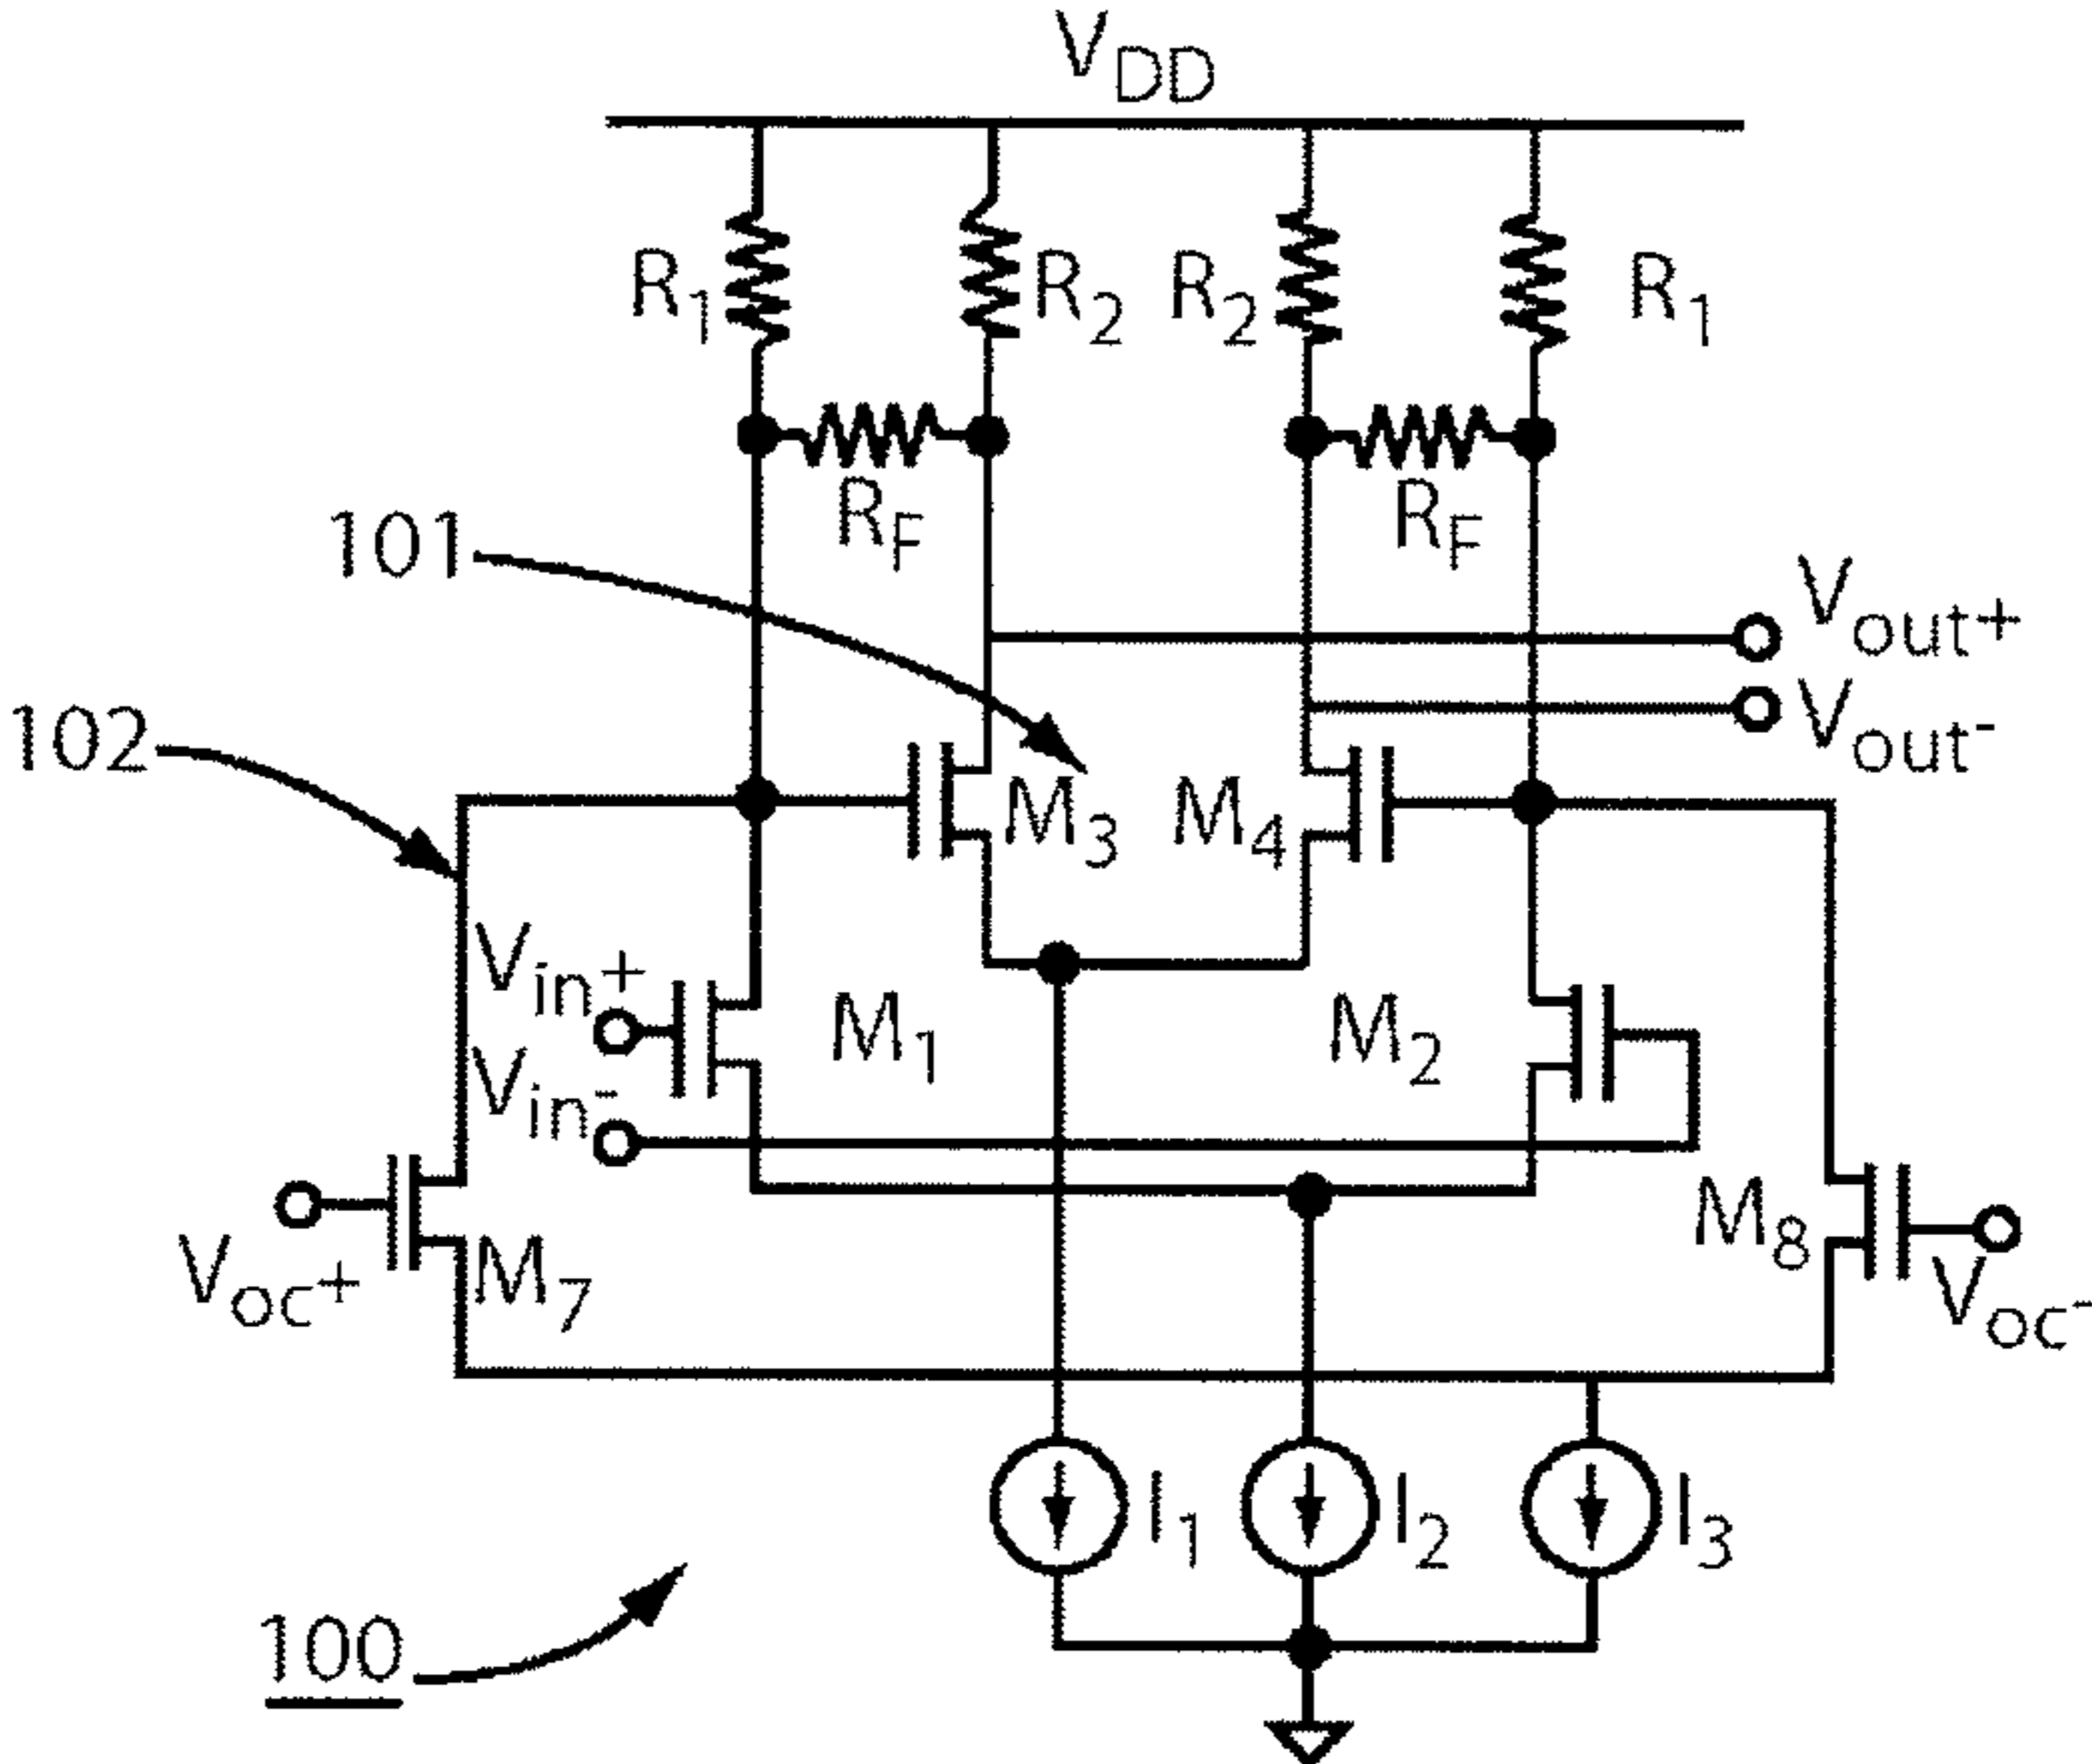 VDD
R1
R2
R2
R1
RF
RF
101
Vout+
102
Vout-
M3
M4
Vin+
M1
M2
Vin-
M8
Voc+
M7
Voc-
I1
I2
I3
100